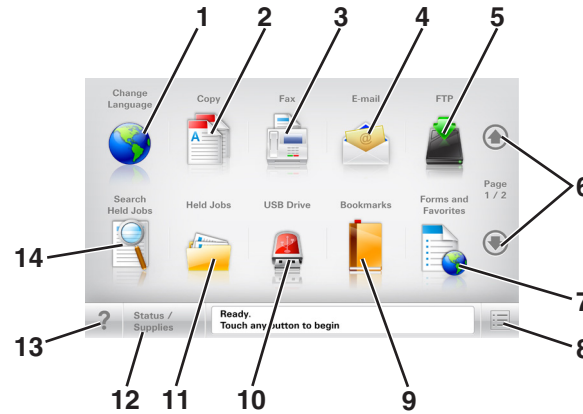 1
2
3
4
5
Change
Language
Copy
Fax
E-mail
FTP
A
@
6
Page
1 / 2
Search
Held Jobs
Held Jobs
USB Drive
Bookmarks
Forms and
Favorites
14
7
?
Status /
Supplies
Ready.
Touch any button to begin
8
13
12
11
10
9